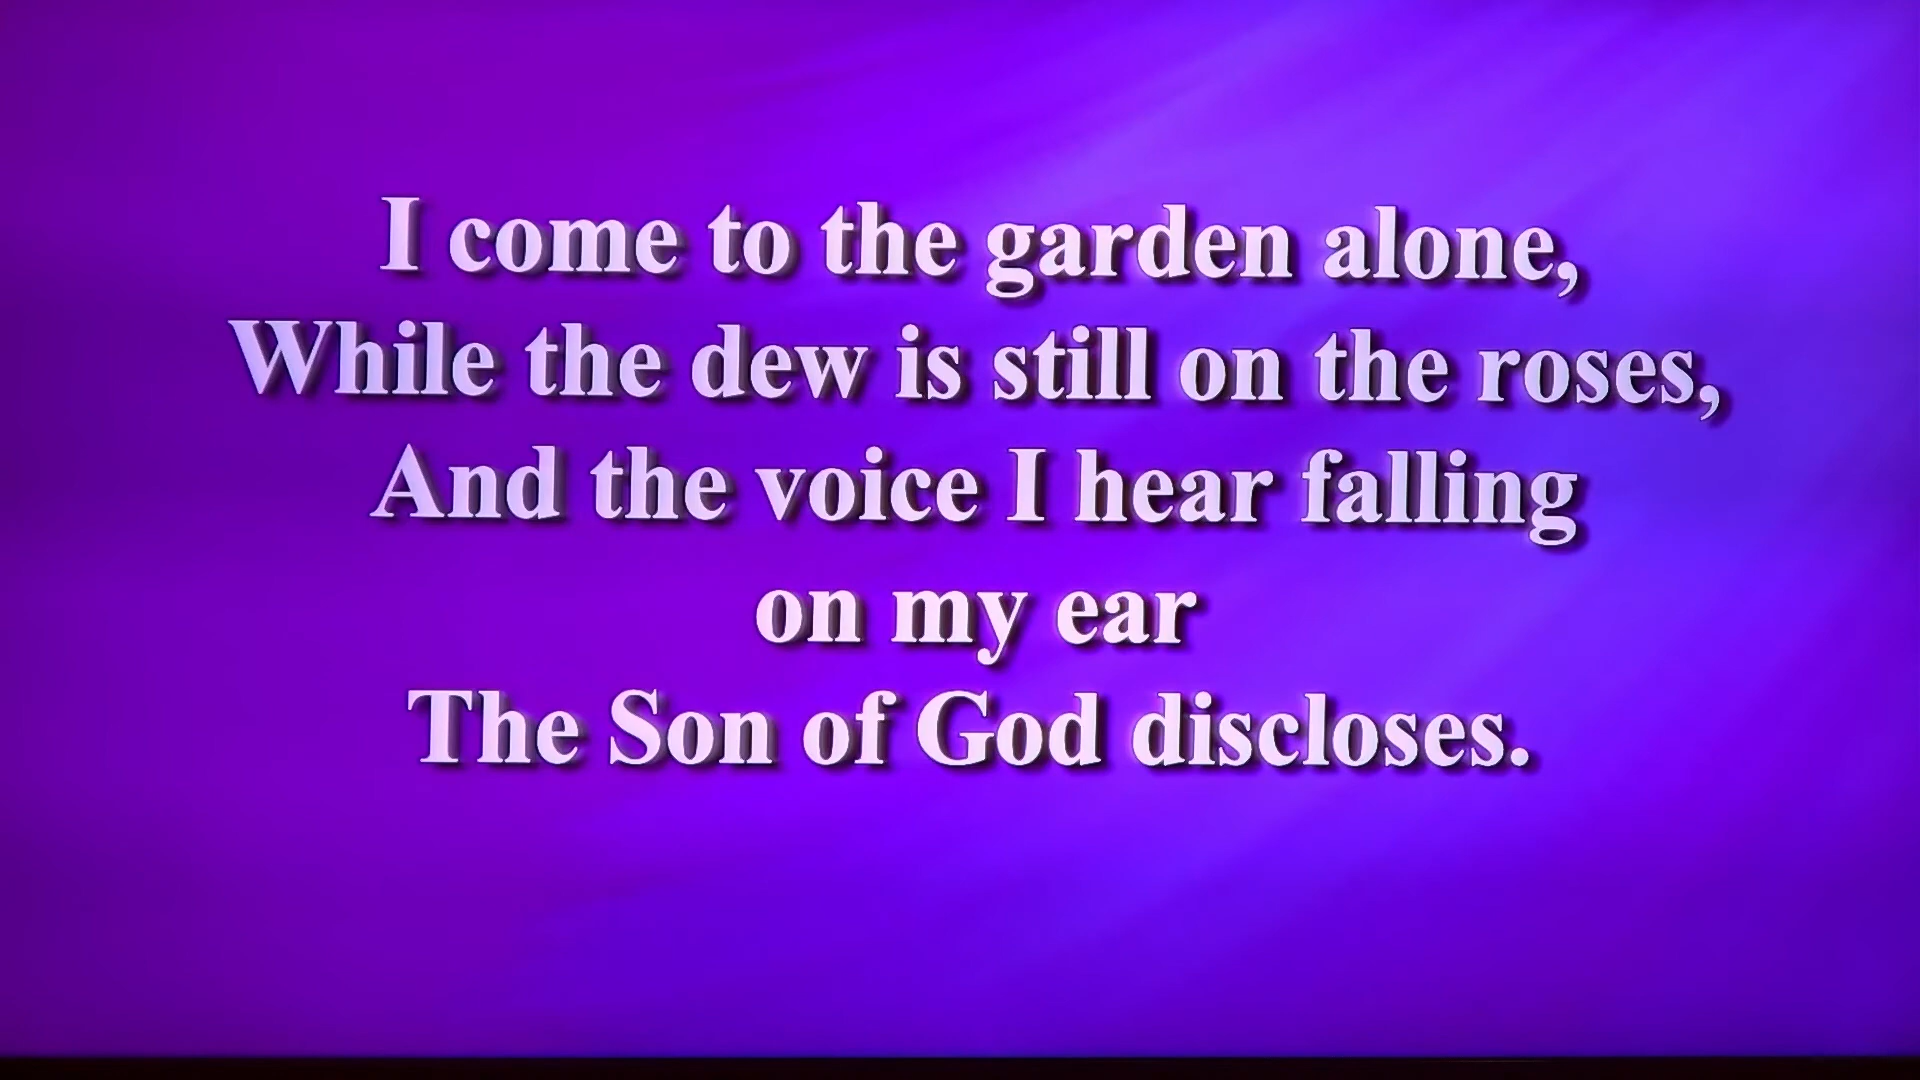 I come to the garden alone,
While the dew is still on the roses,
And the voice I hear falling
on my ear
The Son of God discloses.